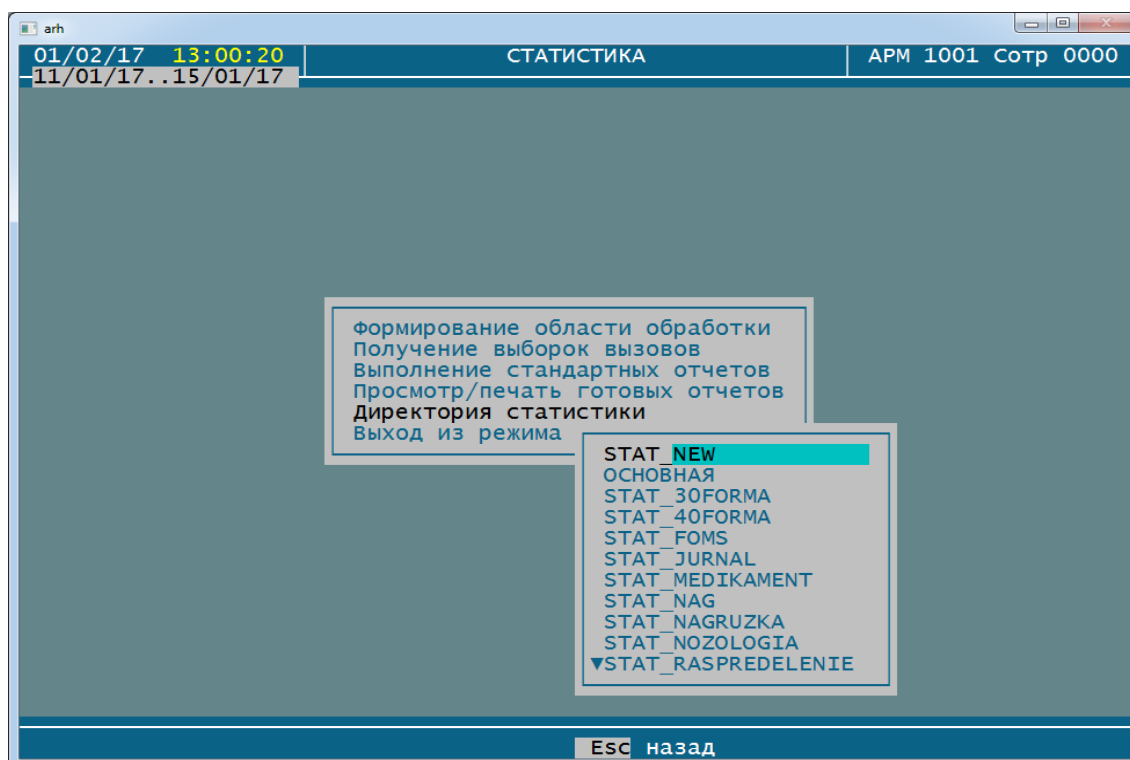 arh
01/02/17 13:00:20 СТАТИСТИКА АРМ 1001 Сотр 0000
11/01/17..15/01/17
Формирование области обработки
Получение выборок вызовов
Выполнение стандартных отчетов
Просмотр/печать готовых отчетов
Директория статистики
Выход из режима
STAT_NEW
ОСНОВНАЯ
STAT_30FORMA
STAT_40FORMA
STAT_FOMS
STAT_JURNAL
STAT_MEDIKAMENT
STAT_NAG
STAT_NAGRUZKA
STAT_NOZOLOGIA
▼STAT_RASPREDELENIE
Esc назад